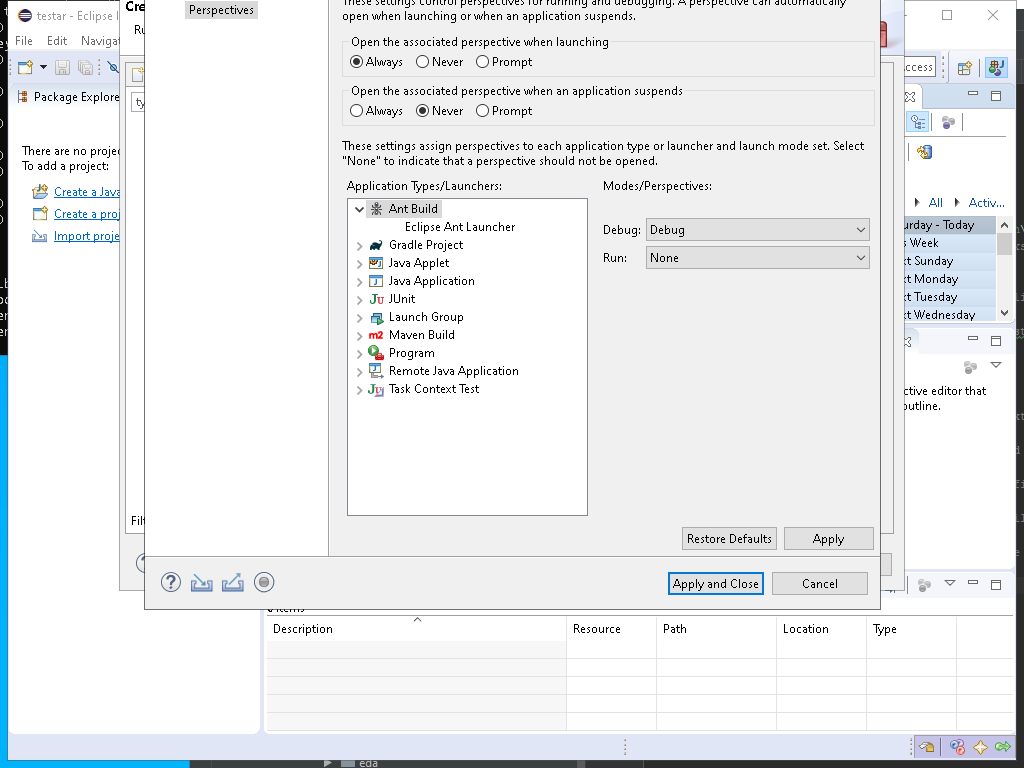 testar - Eclipse I
File
Edit
Navigat
Package Explore
There are no projec
To add a project:
Create a Java
Create a proj
Import proje
Cre
Ru
ty
Filt
Perspectives
These settings control perspectives for running and debugging. A perspective can automatically
open when launching or when an application suspends.
Open the associated perspective when launching
Always
Never
Prompt
Open the associated perspective when an application suspends
Always
Never
Prompt
These settings assign perspectives to each application type or launcher and launch mode set. Select
"None" to indicate that a perspective should not be opened.
Application Types/Launchers:
Modes/Perspectives:
Ant Build
Eclipse Ant Launcher
Gradle Project
Java Applet
Java Application
JUnit
Launch Group
Maven Build
Program
Remote Java Application
Task Context Test
Debug:
Debug
Run:
None
Restore Defaults
Apply
Apply and Close
Cancel
ccess
All
Activ...
urday - Today
s Week
xt Sunday
xt Monday
xt Tuesday
xt Wednesday
ctive editor that
outline.
Description
Resource
Path
Location
Type
eda